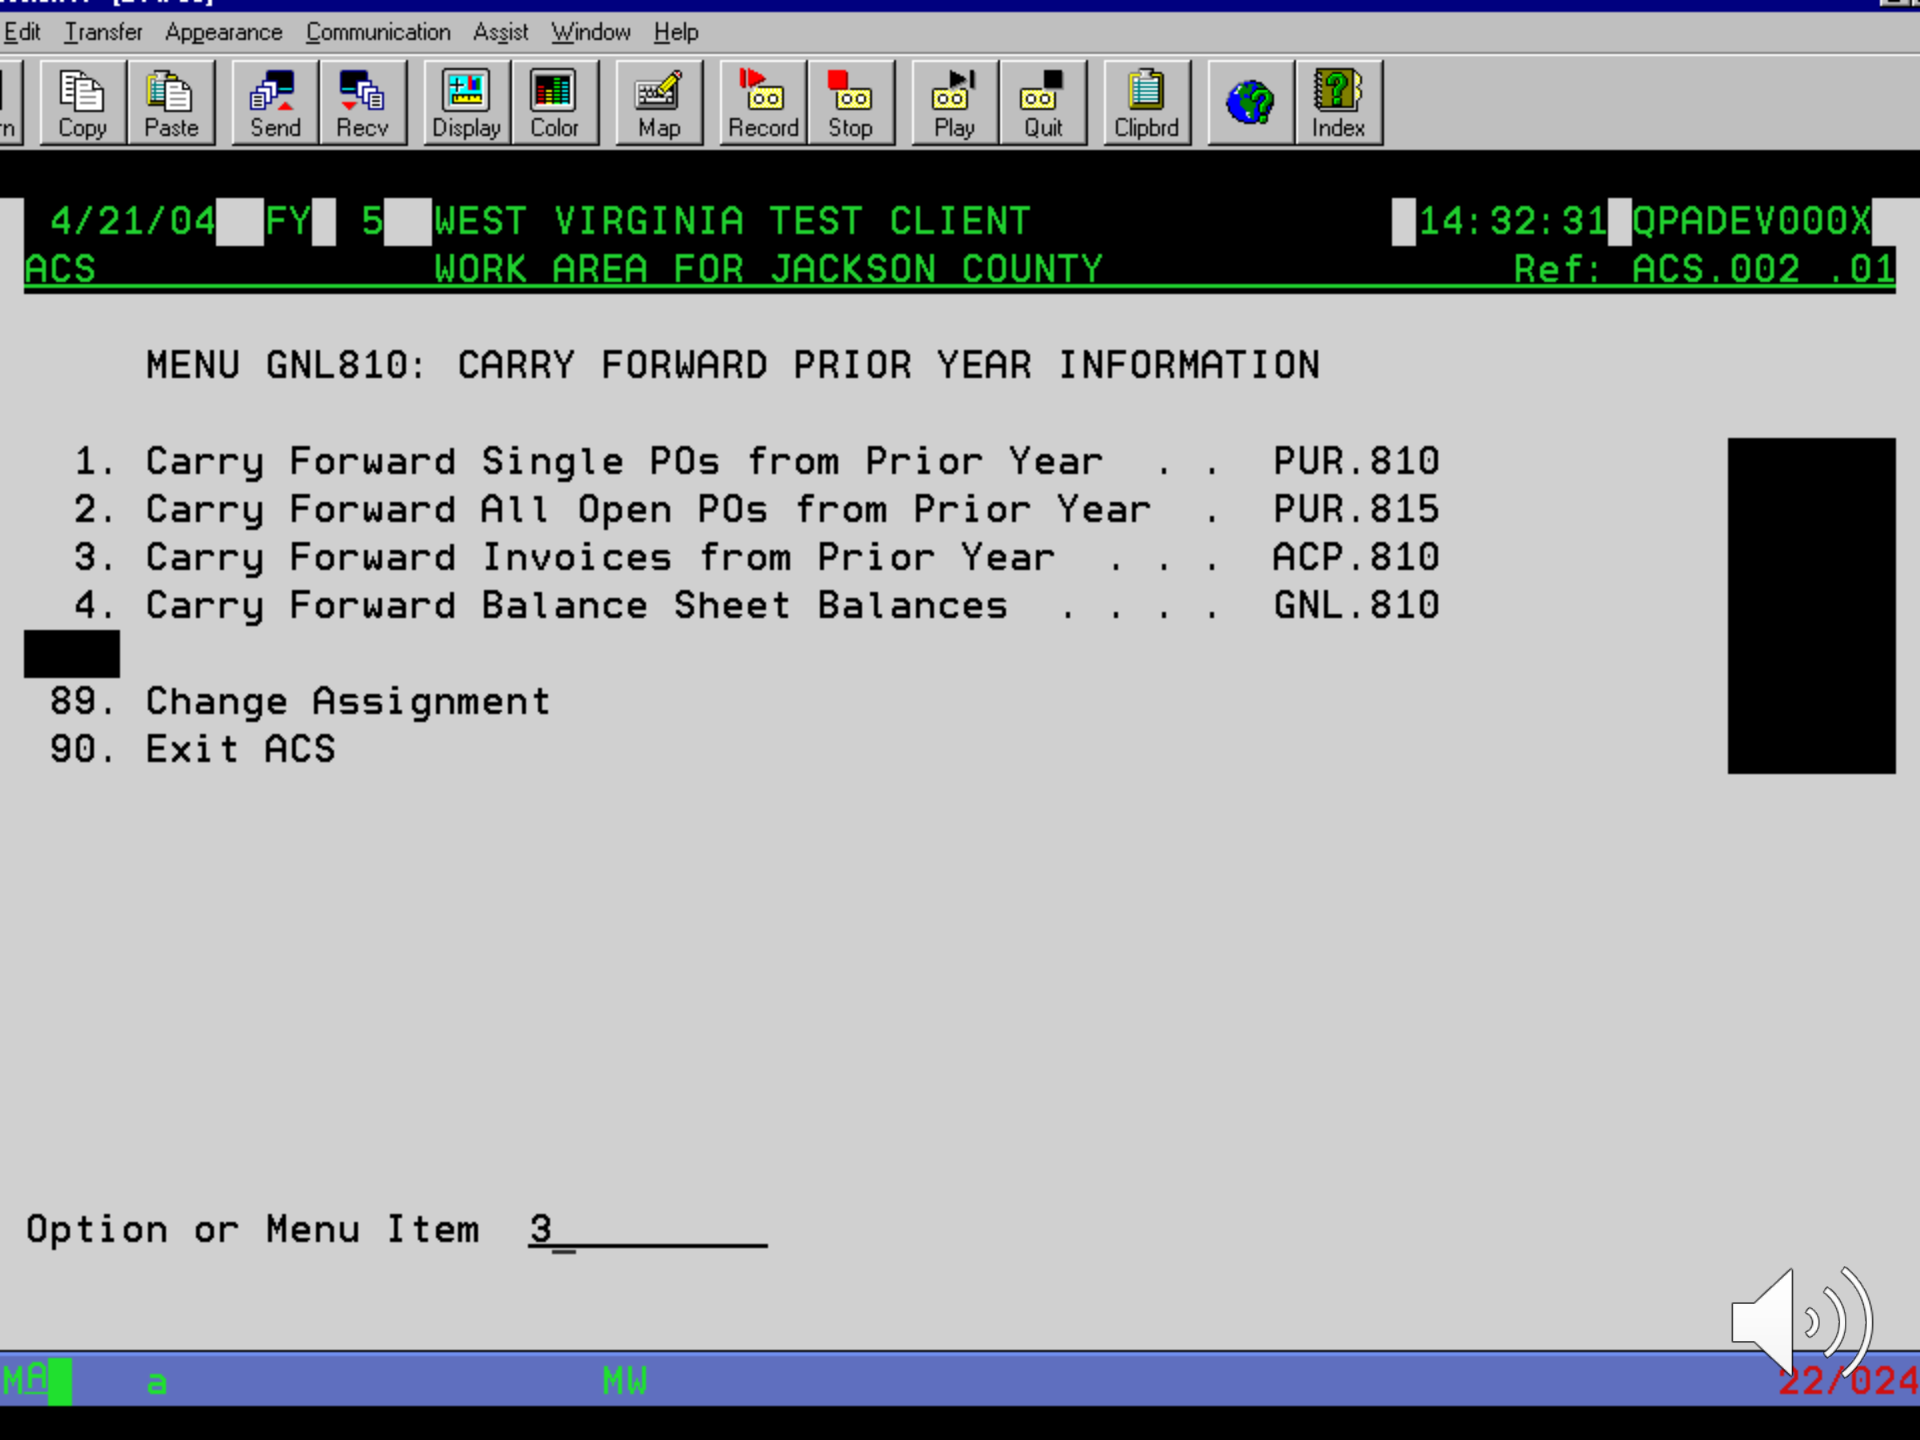 Edit Transfer Appearance Communication Assist Window Help
Copy Paste Send Recv Display Color Map Record Stop Play Quit Clipbrd Index
4/21/04 FY 5 WEST VIRGINIA TEST CLIENT 14:32:31 QPADEV000X
ACS WORK AREA FOR JACKSON COUNTY Ref: ACS.002 .01
MENU GNL810: CARRY FORWARD PRIOR YEAR INFORMATION
1. Carry Forward Single POs from Prior Year . . PUR.810
2. Carry Forward All Open POs from Prior Year . PUR.815
3. Carry Forward Invoices from Prior Year . . . ACP.810
4. Carry Forward Balance Sheet Balances . . . . GNL.810
89. Change Assignment
90. Exit ACS
Option or Menu Item 3
MA a MW 22/024